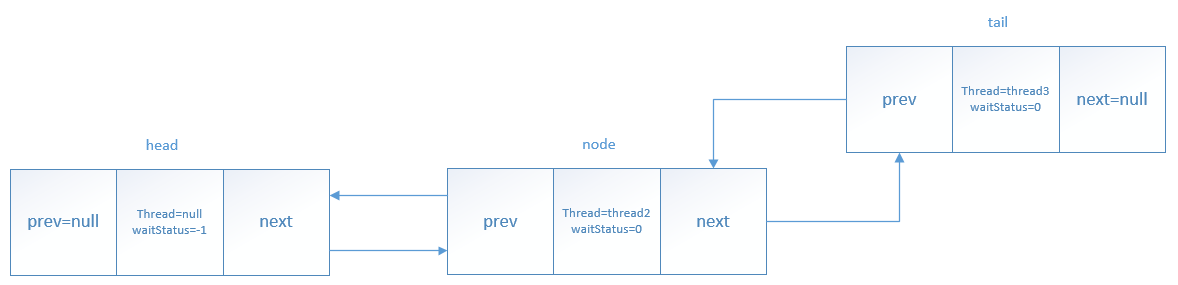 tail
prev
Thread=thread3
waitStatus=0
next=null
head
node
prev=null
Thread=null
waitStatus=-1
next
prev
Thread=thread2
waitStatus=0
next